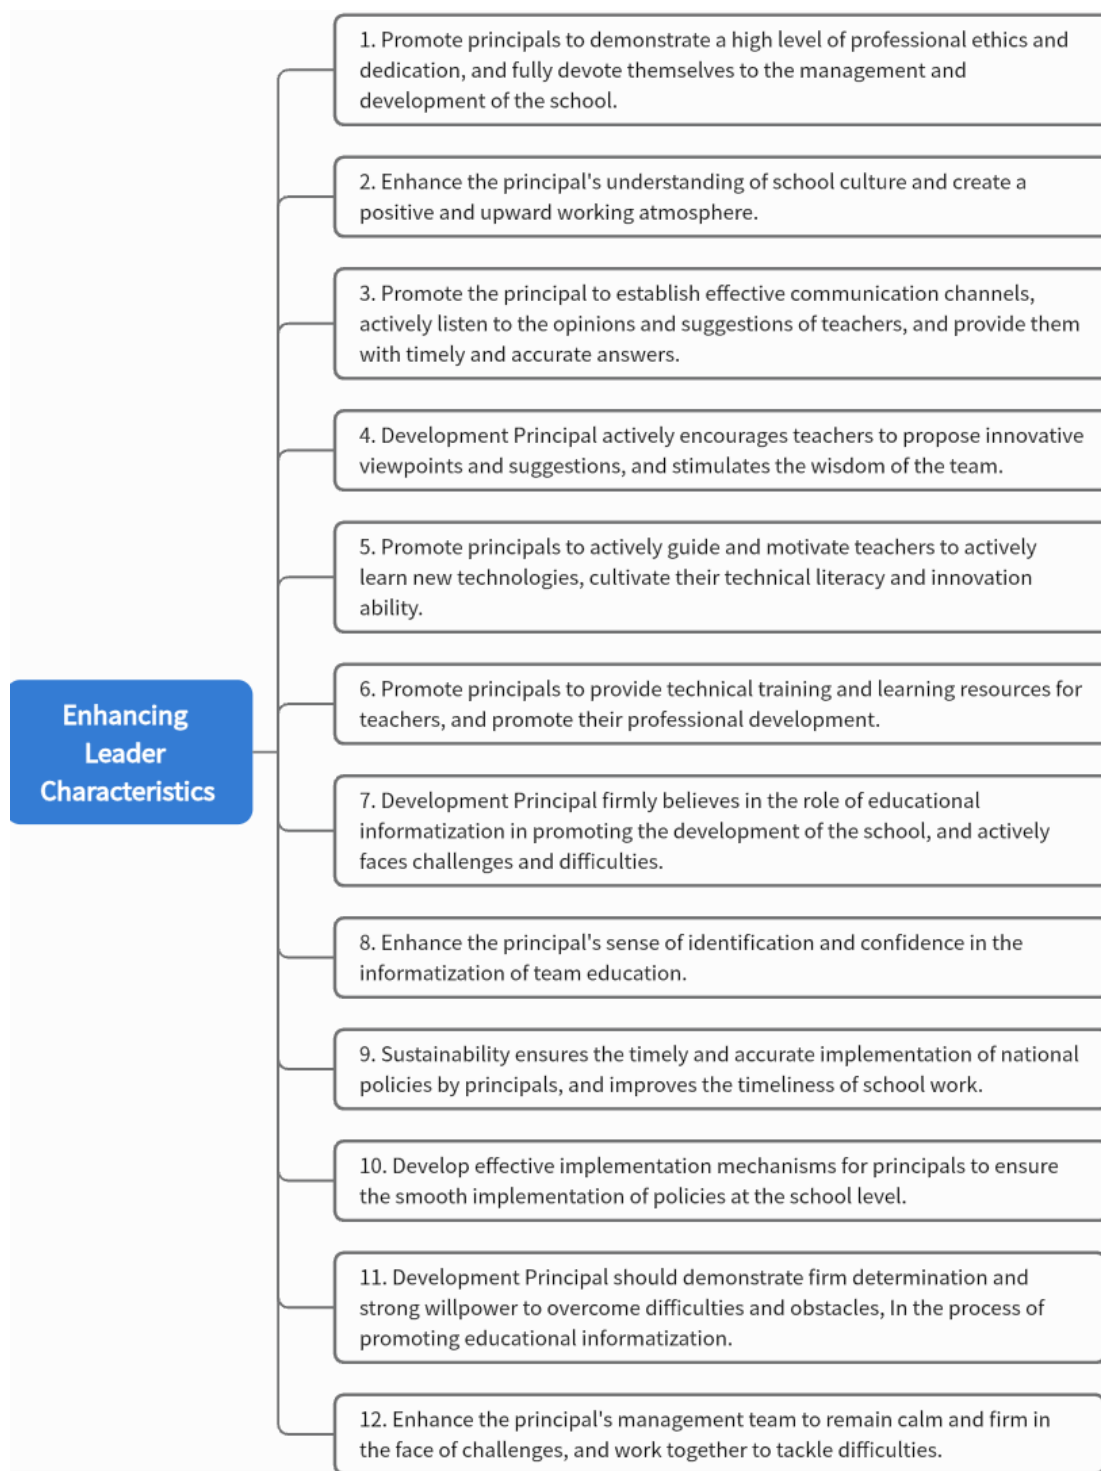 1. Promote principals to demonstrate a high level of professional ethics and
dedication, and fully devote themselves to the management and
development of the school.
2. Enhance the principal's understanding of school culture and create a
positive and upward working atmosphere.
3. Promote the principal to establish effective communication channels,
actively listen to the opinions and suggestions of teachers, and provide them
with timely and accurate answers.
4. Development Principal actively encourages teachers to propose innovative
viewpoints and suggestions, and stimulates the wisdom of the team.
5. Promote principals to actively guide and motivate teachers to actively
learn new technologies, cultivate their technical literacy and innovation
ability.
6. Promote principals to provide technical training and learning resources for
teachers, and promote their professional development.
Enhancing
Leader
Characteristics
7. Development Principal firmly believes in the role of educational
informatization in promoting the development of the school, and actively
faces challenges and difficulties.
8. Enhance the principal's sense of identification and confidence in the
informatization of team education.
9. Sustainability ensures the timely and accurate implementation of national
policies by principals, and improves the timeliness of school work.
10. Develop effective implementation mechanisms for principals to ensure
the smooth implementation of policies at the school level.
11. Development Principal should demonstrate firm determination and
strong willpower to overcome difficulties and obstacles, In the process of
promoting educational informatization.
12. Enhance the principal's management team to remain calm and firm in
the face of challenges, and work together to tackle difficulties.